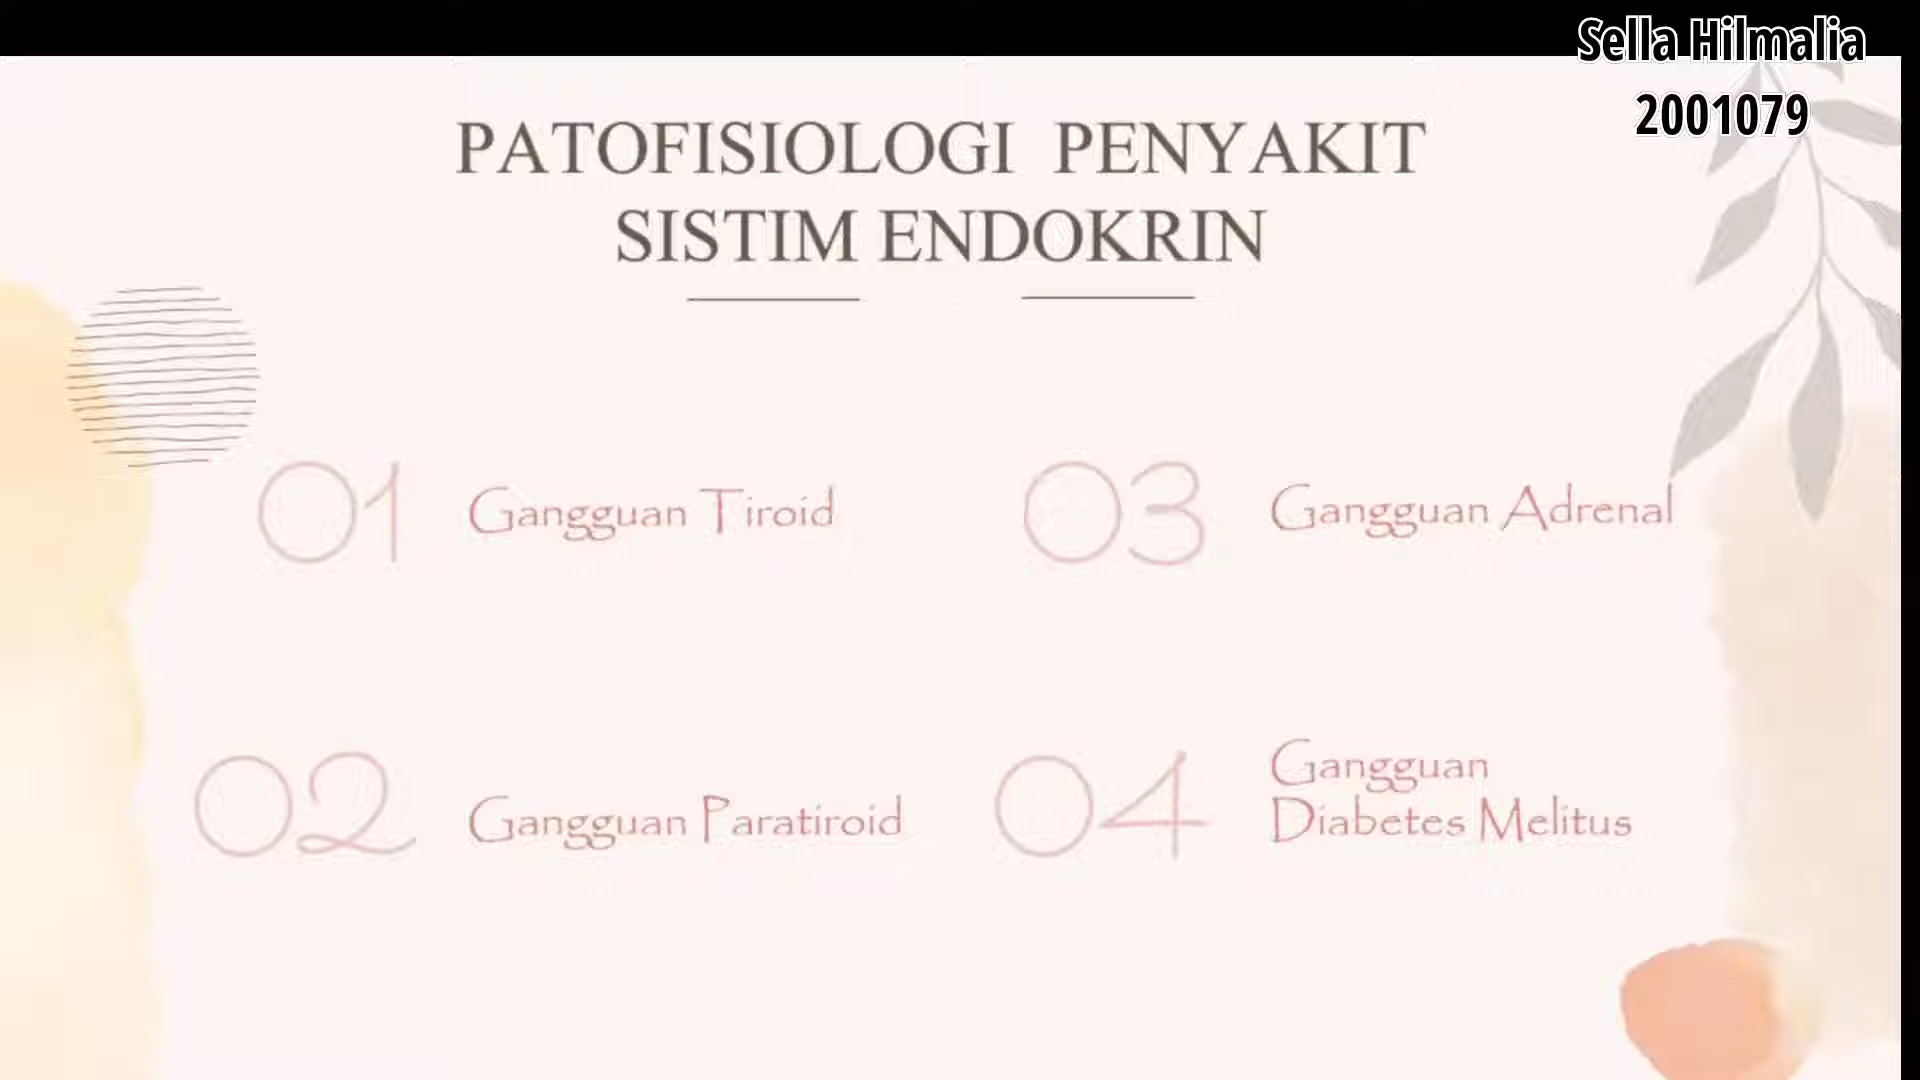 Sella Hilmalia
2001079
PATOFISIOLOGI PENYAKIT
SISTIM ENDOKRIN
01 Gangguan Tiroid
02 Gangguan Paratiroid
03 Gangguan Adrenal
04 Gangguan
Diabetes Melitus